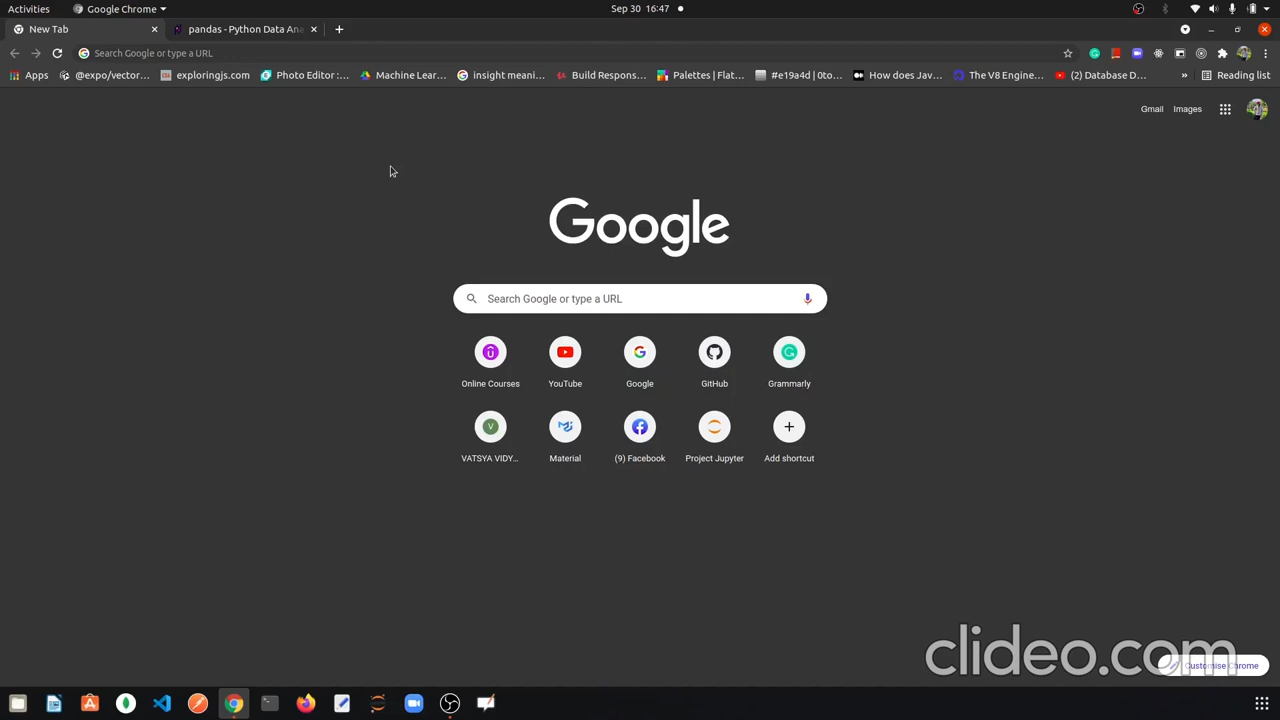 Activities
Google Chrome
Sep 30 16:47
New Tab
pandas - Python Data Ana
Search Google or type a URL
Apps
@expo/vector...
exploringjs.com
Photo Editor :...
Machine Lear...
insight meani...
Build Respons...
Palettes | Flat...
#e19a4d | 0to...
How does Jav...
The V8 Engine...
(2) Database D...
»
Reading list
Gmail
Images
Google
Search Google or type a URL
Online Courses
YouTube
Google
GitHub
Grammarly
V
VATSYA VIDY...
Material
(9) Facebook
Project Jupyter
Add shortcut
clideo.com
Customise Chrome